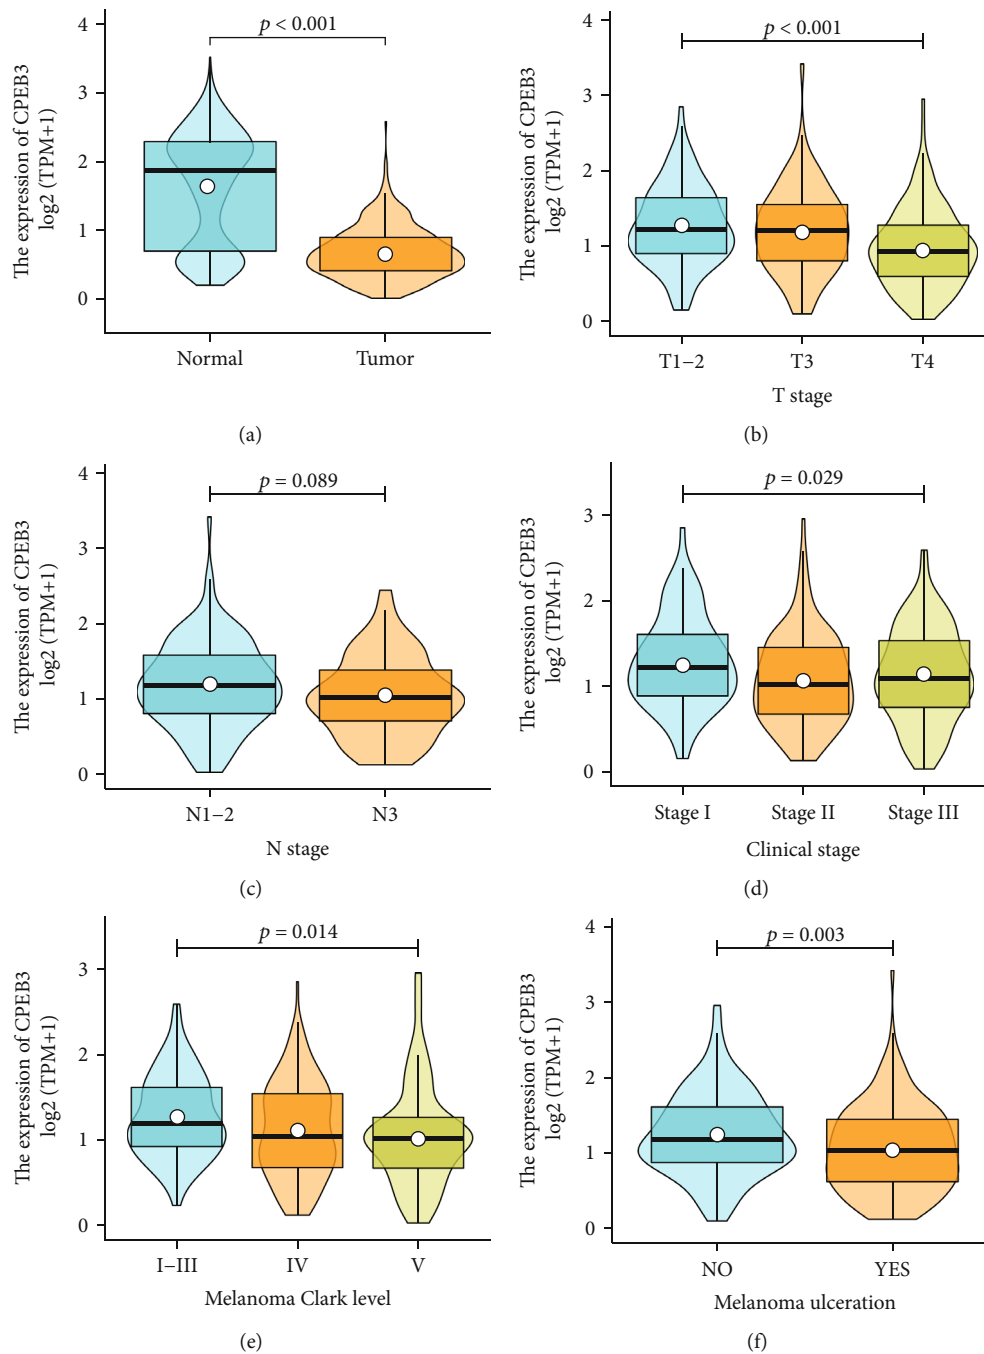 4
3
2
1
0
The expression of CPEB3
log2 (TPM+1)
p < 0.001
Normal
Tumor
(a)
4
3
2
1
0
The expression of CPEB3
log2 (TPM+1)
p < 0.001
T1−2
T3
T4
T stage
(b)
4
3
2
1
0
The expression of CPEB3
log2 (TPM+1)
p = 0.089
N1−2
N3
N stage
(c)
3
2
1
0
The expression of CPEB3
log2 (TPM+1)
p = 0.029
Stage I
Stage II
Stage III
Clinical stage
(d)
3
2
1
0
The expression of CPEB3
log2 (TPM+1)
p = 0.014
I−III
IV
V
Melanoma Clark level
(e)
4
3
2
1
0
The expression of CPEB3
log2 (TPM+1)
p = 0.003
NO
YES
Melanoma ulceration
(f)